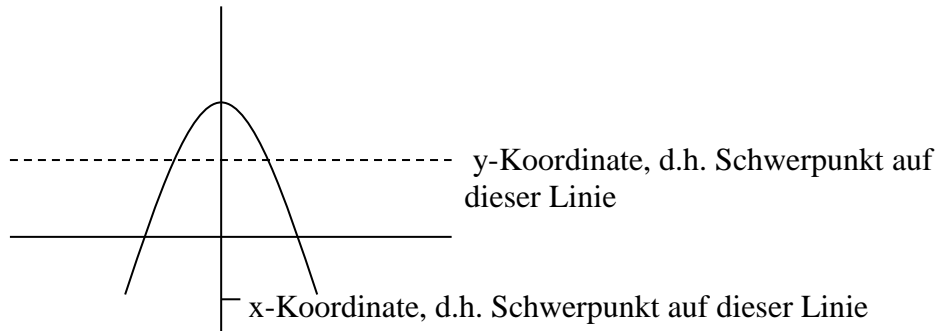 y-Koordinate, d.h. Schwerpunkt auf
dieser Linie
x-Koordinate, d.h. Schwerpunkt auf dieser Linie